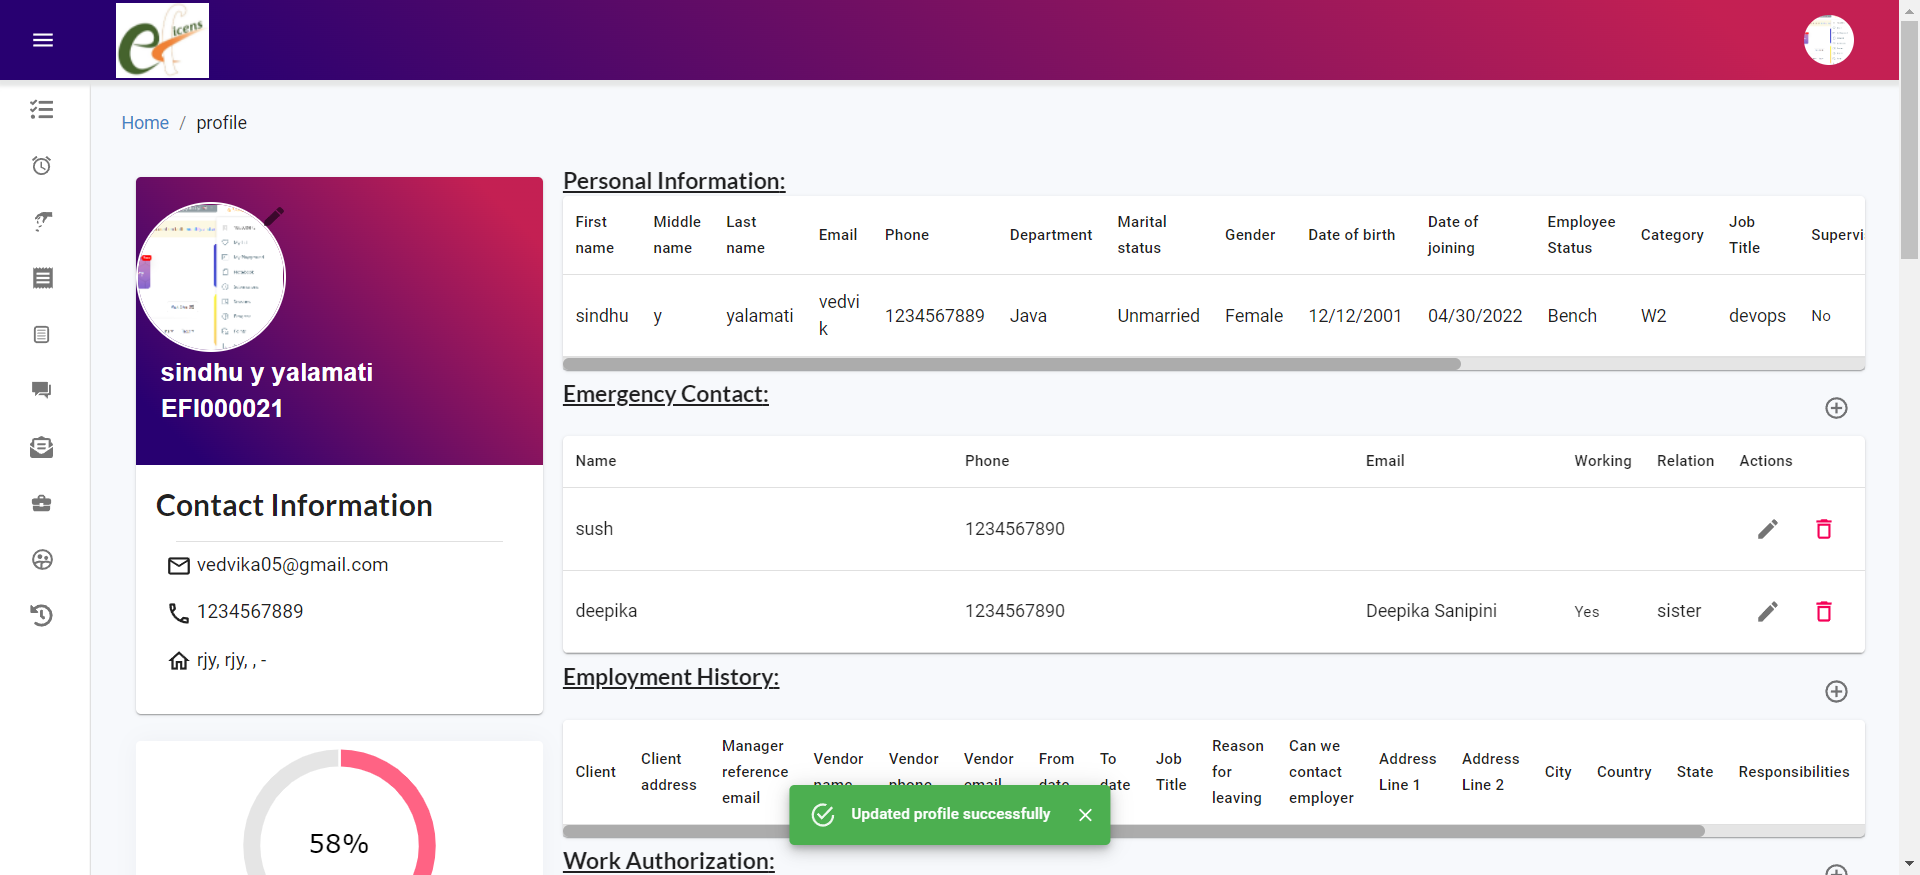 eficens
Home / profile
sindhu y yalamati
EFI000021
Contact Information
vedvika05@gmail.com
1234567889
rjy, rjy, , -
58%
Personal Information:
First name Middle name Last name Email Phone Department Marital status Gender Date of birth Date of joining Employee Status Category Job Title Supervi
sindhu y yalamati vedvik 1234567889 Java Unmarried Female 12/12/2001 04/30/2022 Bench W2 devops No
Emergency Contact:
Name Phone Email Working Relation Actions
sush 1234567890
deepika 1234567890 Deepika Sanipini Yes sister
Employment History:
Client Client address Manager reference email Vendor name Vendor phone Vendor email From date To date Job Title Reason for leaving Can we contact employer Address Line 1 Address Line 2 City Country State Responsibilities
Updated profile successfully
Work Authorization: